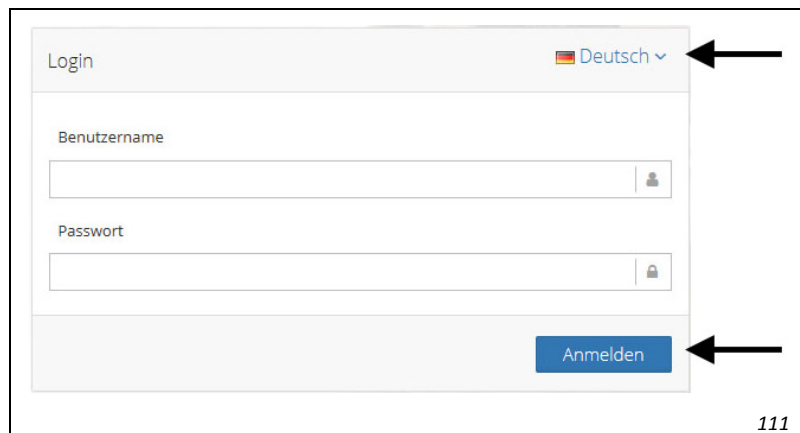 Login
Deutsch
Benutzername
Passwort
Anmelden
111